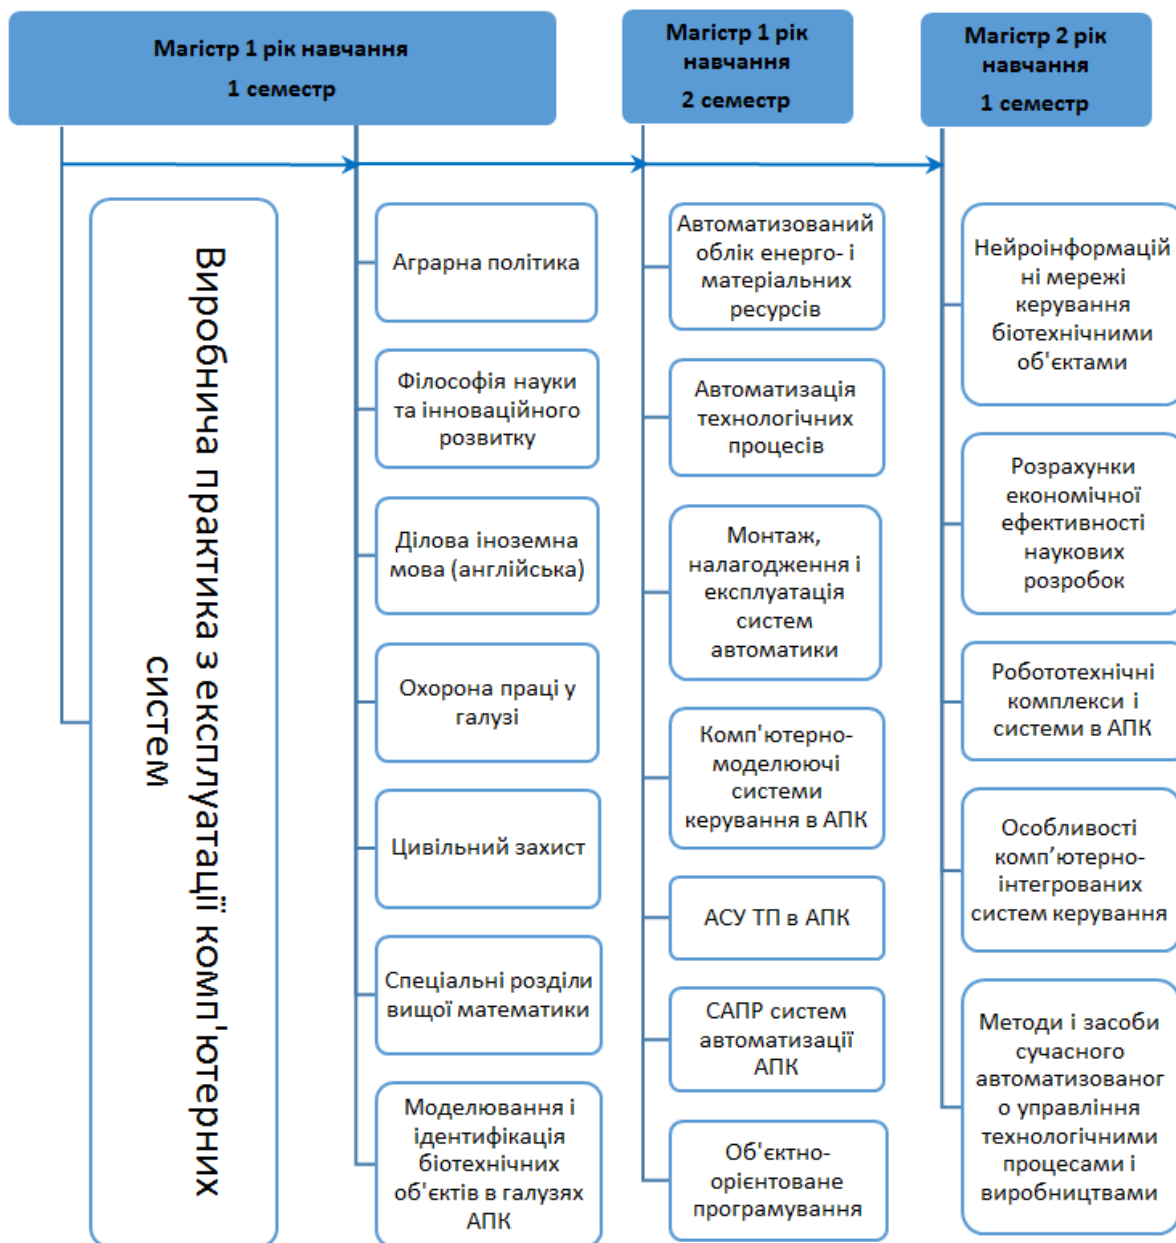 Магістр 1 рік навчання
1 семестр
Виробнича практика з експлуатації комп'ютерних
систем
Аграрна політика
Філософія науки
та інноваційного
розвитку
Ділова іноземна
мова (англійська)
Охорона праці у
галузі
Цивільний захист
Спеціальні розділи
вищої математики
Моделювання і
ідентифікація
біотехнічних
об'єктів в галузях
АПК
Магістр 1 рік
навчання
2 семестр
Автоматизований
облік енерго- і
матеріальних
ресурсів
Автоматизація
технологічних
процесів
Монтаж,
налагодження і
експлуатація
систем
автоматики
Комп'ютерно-
моделюючі
системи
керування в АПК
АСУ ТП в АПК
САПР систем
автоматизації
АПК
Об'єктно-
орієнтоване
програмування
Магістр 2 рік
навчання
1 семестр
Нейроінформацій
ні мережі
керування
біотехнічними
об'єктами
Розрахунки
економічної
ефективності
наукових
розробок
Робототехнічні
комплекси і
системи в АПК
Особливості
комп’ютерно-
інтегрованих
систем керування
Методи і засоби
сучасного
автоматизованог
о управління
технологічними
процесами і
виробництвами